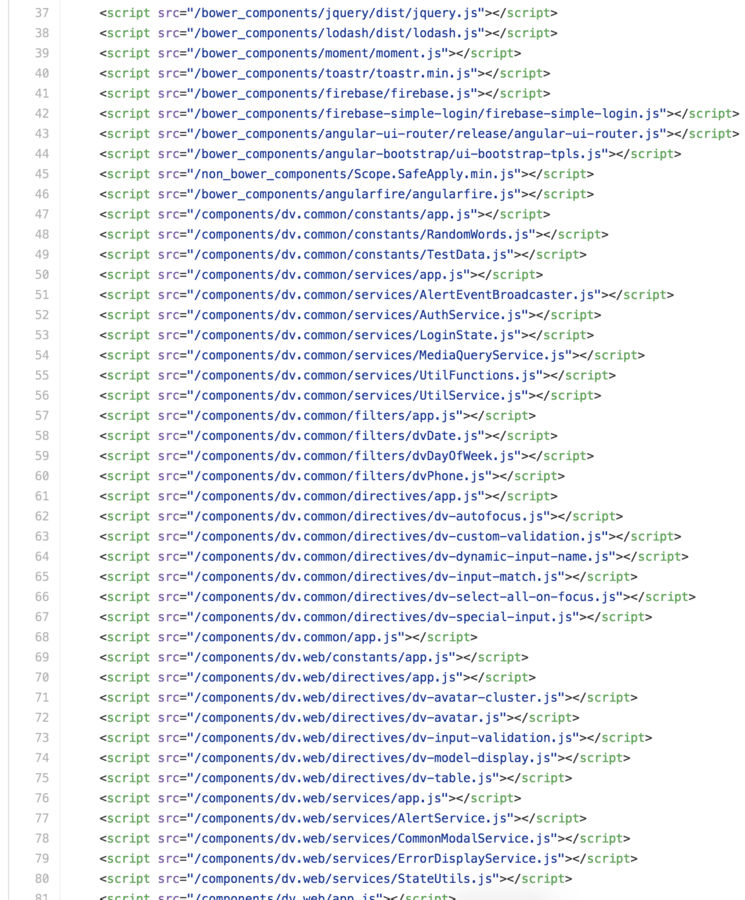 37 <script src="/bower_components/jquery/dist/jquery.js"></script>
38 <script src="/bower_components/lodash/dist/lodash.js"></script>
39 <script src="/bower_components/moment/moment.js"></script>
40 <script src="/bower_components/toastr/toastr.min.js"></script>
41 <script src="/bower_components/firebase/firebase.js"></script>
42 <script src="/bower_components/firebase-simple-login/firebase-simple-login.js"></script>
43 <script src="/bower_components/angular-ui-router/release/angular-ui-router.js"></script>
44 <script src="/bower_components/angular-bootstrap/ui-bootstrap-tpls.js"></script>
45 <script src="/non_bower_components/Scope.SafeApply.min.js"></script>
46 <script src="/bower_components/angularfire/angularfire.js"></script>
47 <script src="/components/dv.common/constants/app.js"></script>
48 <script src="/components/dv.common/constants/RandomWords.js"></script>
49 <script src="/components/dv.common/constants/TestData.js"></script>
50 <script src="/components/dv.common/services/app.js"></script>
51 <script src="/components/dv.common/services/AlertEventBroadcaster.js"></script>
52 <script src="/components/dv.common/services/AuthService.js"></script>
53 <script src="/components/dv.common/services/LoginState.js"></script>
54 <script src="/components/dv.common/services/MediaQueryService.js"></script>
55 <script src="/components/dv.common/services/UtilFunctions.js"></script>
56 <script src="/components/dv.common/services/UtilService.js"></script>
57 <script src="/components/dv.common/filters/app.js"></script>
58 <script src="/components/dv.common/filters/dvDate.js"></script>
59 <script src="/components/dv.common/filters/dvDayOfWeek.js"></script>
60 <script src="/components/dv.common/filters/dvPhone.js"></script>
61 <script src="/components/dv.common/directives/app.js"></script>
62 <script src="/components/dv.common/directives/dv-autofocus.js"></script>
63 <script src="/components/dv.common/directives/dv-custom-validation.js"></script>
64 <script src="/components/dv.common/directives/dv-dynamic-input-name.js"></script>
65 <script src="/components/dv.common/directives/dv-input-match.js"></script>
66 <script src="/components/dv.common/directives/dv-select-all-on-focus.js"></script>
67 <script src="/components/dv.common/directives/dv-special-input.js"></script>
68 <script src="/components/dv.common/app.js"></script>
69 <script src="/components/dv.web/constants/app.js"></script>
70 <script src="/components/dv.web/directives/app.js"></script>
71 <script src="/components/dv.web/directives/dv-avatar-cluster.js"></script>
72 <script src="/components/dv.web/directives/dv-avatar.js"></script>
73 <script src="/components/dv.web/directives/dv-input-validation.js"></script>
74 <script src="/components/dv.web/directives/dv-model-display.js"></script>
75 <script src="/components/dv.web/directives/dv-table.js"></script>
76 <script src="/components/dv.web/services/app.js"></script>
77 <script src="/components/dv.web/services/AlertService.js"></script>
78 <script src="/components/dv.web/services/CommonModalService.js"></script>
79 <script src="/components/dv.web/services/ErrorDisplayService.js"></script>
80 <script src="/components/dv.web/services/StateUtils.js"></script>
81 <script src="/components/dv.web/app.js"></script>